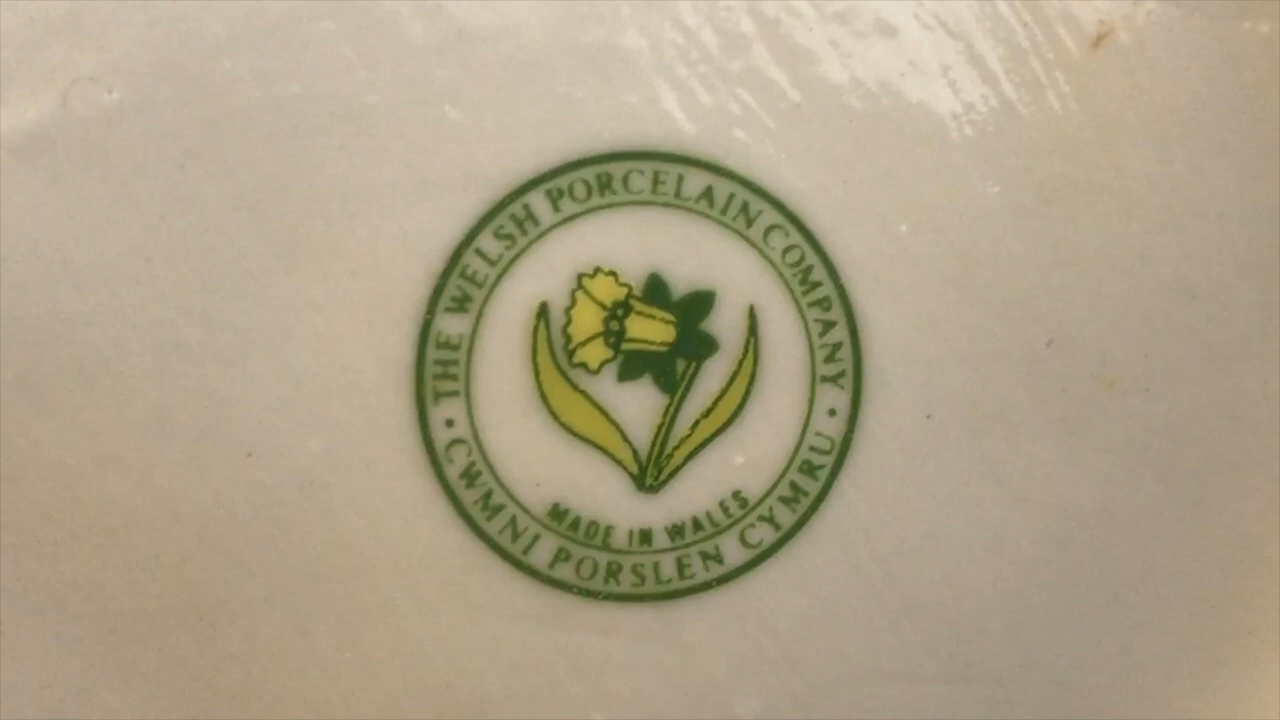 THE WELSH PORCELAIN COMPANY
MADE IN WALES
CWMNI PORSLEN CYMRU